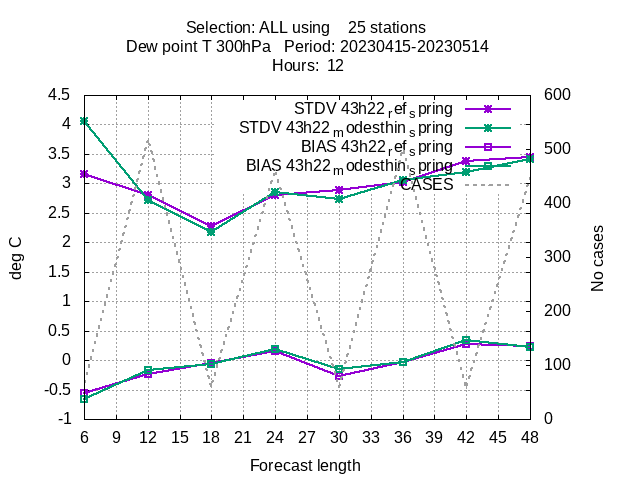 Selection: ALL using 25 stations
Dew point T 300hPa Period: 20230415-20230514
Hours: 12
STDV 43h22_ref_spring
STDV 43h22_modesthin_spring
BIAS 43h22_ref_spring
BIAS 43h22_modesthin_spring
CASES
4.5
4
3.5
3
2.5
2
1.5
1
0.5
0
-0.5
-1
deg C
600
500
400
300
200
100
0
No cases
6 9 12 15 18 21 24 27 30 33 36 39 42 45 48
Forecast length